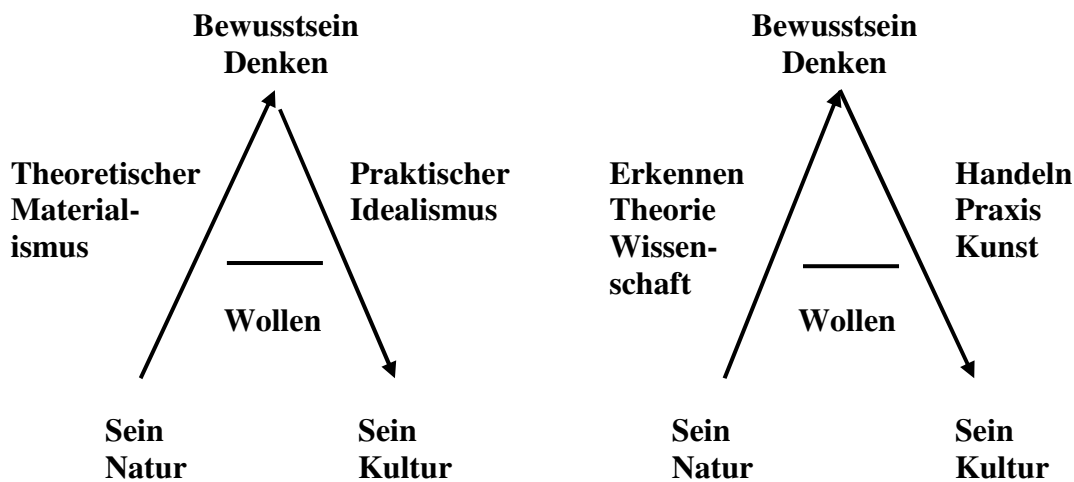 Bewusstsein
Denken
Theoretischer
Material-
ismus
Praktischer
Idealismus
Wollen
Sein
Natur
Sein
Kultur
Bewusstsein
Denken
Erkennen
Theorie
Wissen-
schaft
Handeln
Praxis
Kunst
Wollen
Sein
Natur
Sein
Kultur